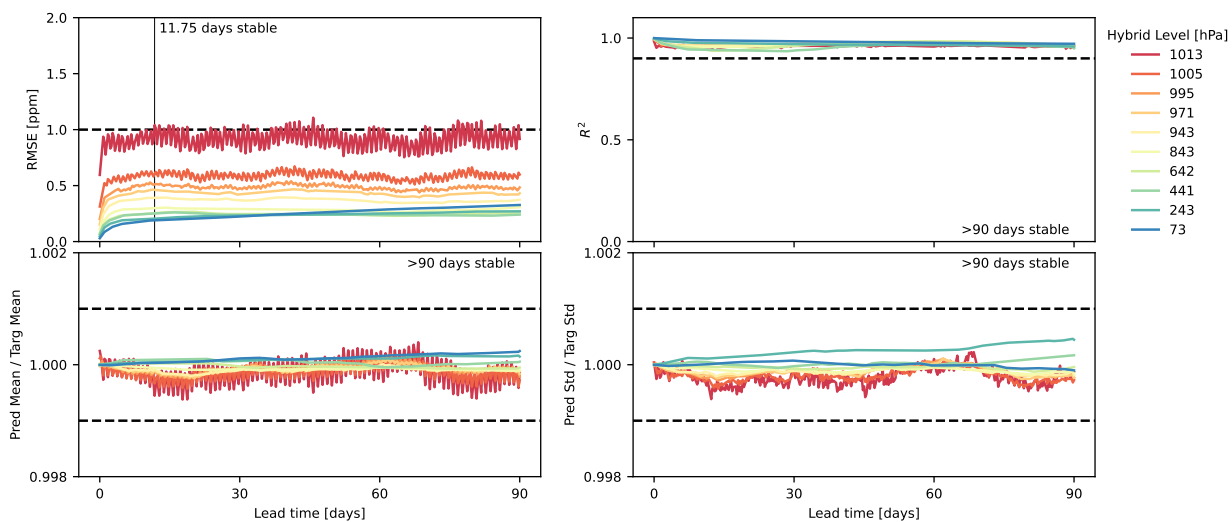 2.0
1.5
1.0
0.5
0.0
RMSE [ppm]
11.75 days stable
1.0
0.5
0.0
R²
>90 days stable
Hybrid Level [hPa]
1013
1005
995
971
943
843
642
441
243
73
1.002
1.000
0.998
Pred Mean / Targ Mean
>90 days stable
0
30
60
90
Lead time [days]
1.002
1.000
0.998
Pred Std / Targ Std
>90 days stable
0
30
60
90
Lead time [days]